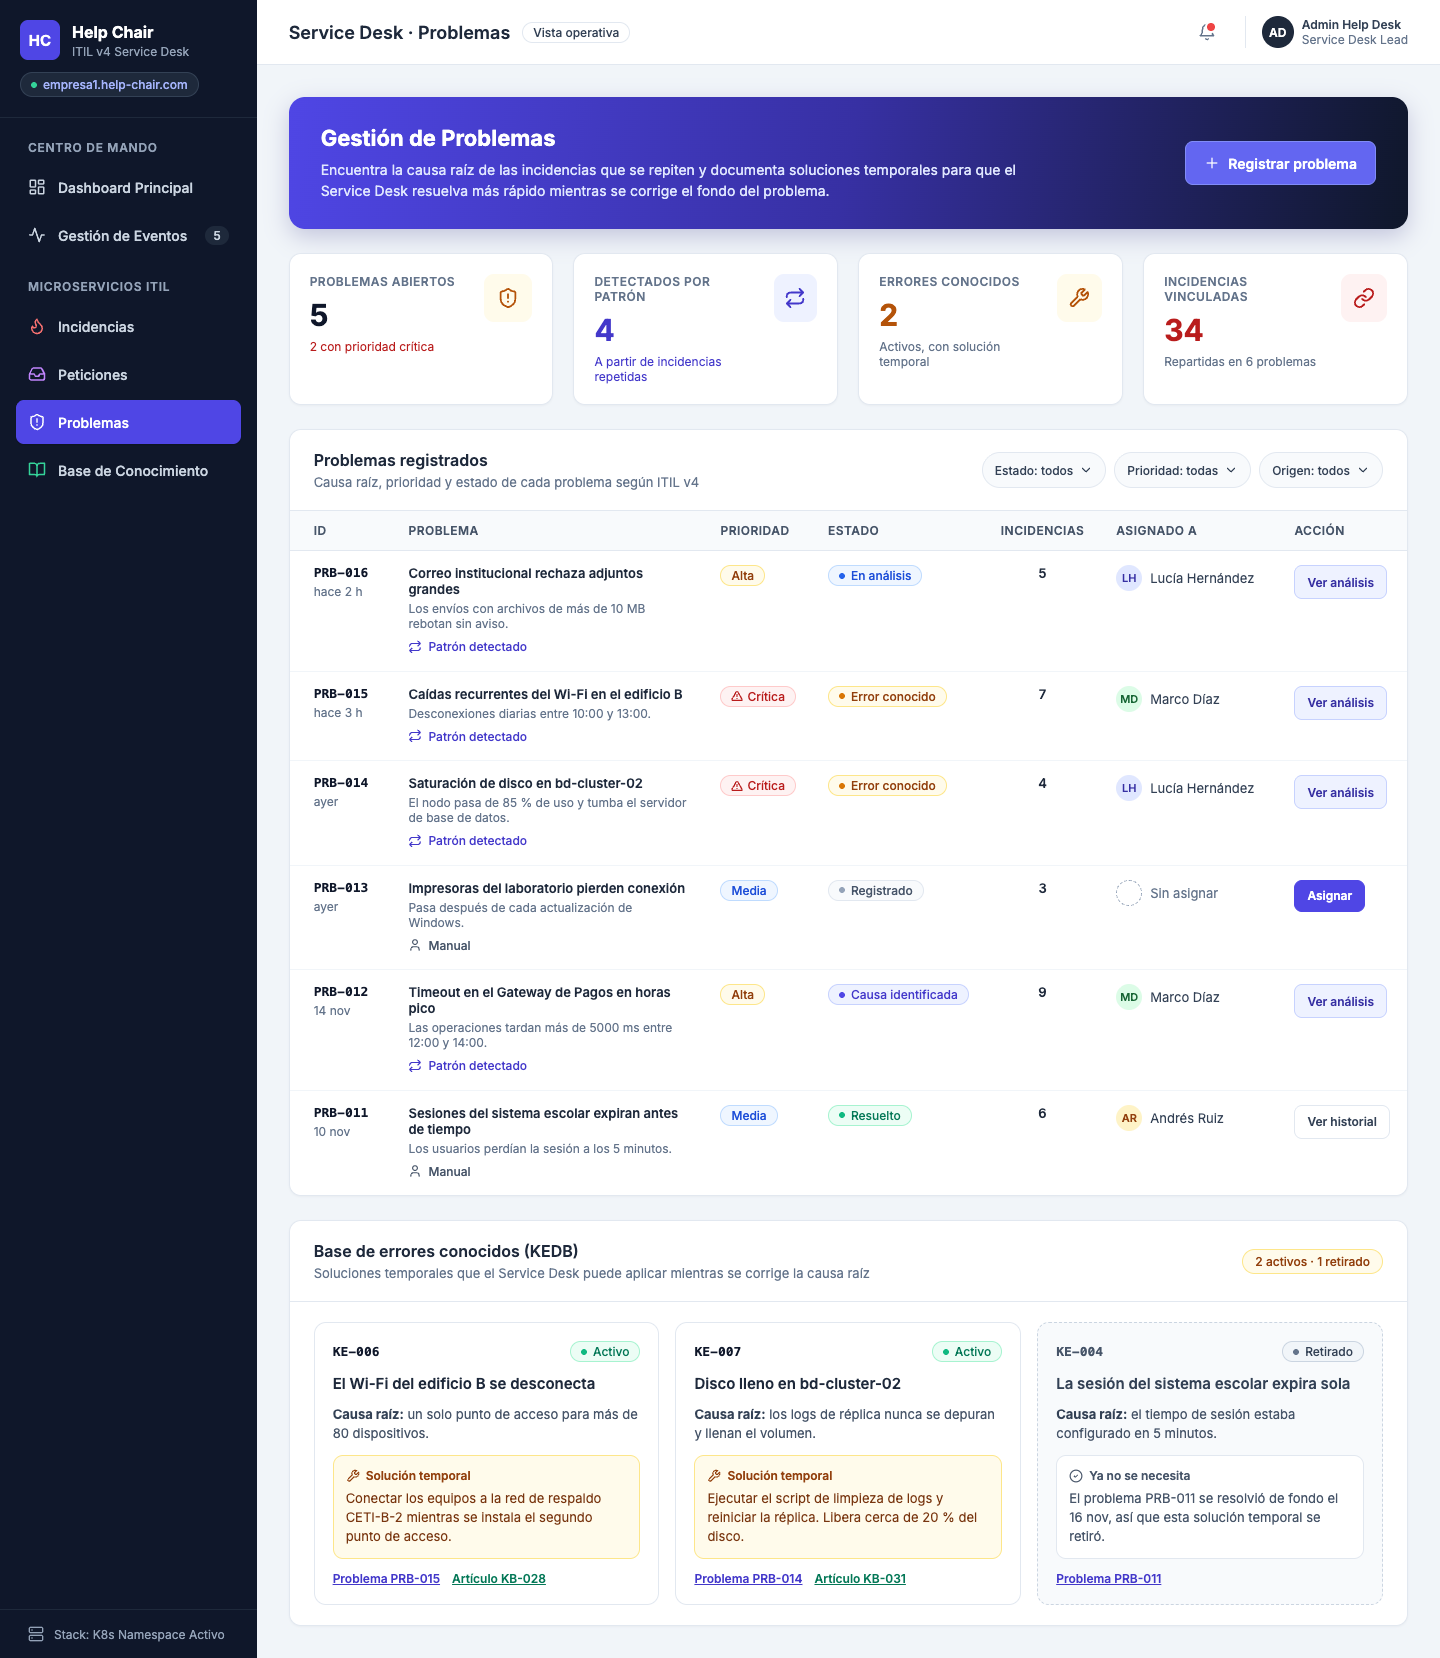 HC
Help Chair
ITIL v4 Service Desk
empresa1.help-chair.com
CENTRO DE MANDO
Dashboard Principal
Gestión de Eventos 5
MICROSERVICIOS ITIL
Incidencias
Peticiones
Problemas
Base de Conocimiento
Stack: K8s Namespace Activo
Service Desk · Problemas
Vista operativa
AD
Admin Help Desk
Service Desk Lead
Gestión de Problemas
Encuentra la causa raíz de las incidencias que se repiten y documenta soluciones temporales para que el
Service Desk resuelva más rápido mientras se corrige el fondo del problema.
Registrar problema
PROBLEMAS ABIERTOS
5
2 con prioridad crítica
DETECTADOS POR
PATRÓN
4
A partir de incidencias
repetidas
ERRORES CONOCIDOS
2
Activos, con solución
temporal
INCIDENCIAS
VINCULADAS
34
Repartidas en 6 problemas
Problemas registrados
Causa raíz, prioridad y estado de cada problema según ITIL v4
Estado: todos
Prioridad: todas
Origen: todos
ID PROBLEMA PRIORIDAD ESTADO INCIDENCIAS ASIGNADO A ACCIÓN
PRB-016
hace 2 h
Correo institucional rechaza adjuntos
grandes
Los envíos con archivos de más de 10 MB
rebotan sin aviso.
Patrón detectado
Alta
En análisis
5
LH Lucía Hernández
Ver análisis
PRB-015
hace 3 h
Caídas recurrentes del Wi-Fi en el edificio B
Desconexiones diarias entre 10:00 y 13:00.
Patrón detectado
Crítica
Error conocido
7
MD Marco Díaz
Ver análisis
PRB-014
ayer
Saturación de disco en bd-cluster-02
El nodo pasa de 85 % de uso y tumba el servidor
de base de datos.
Patrón detectado
Crítica
Error conocido
4
LH Lucía Hernández
Ver análisis
PRB-013
ayer
Impresoras del laboratorio pierden conexión
Pasa después de cada actualización de
Windows.
Manual
Media
Registrado
3
Sin asignar
Asignar
PRB-012
14 nov
Timeout en el Gateway de Pagos en horas
pico
Las operaciones tardan más de 5000 ms entre
12:00 y 14:00.
Patrón detectado
Alta
Causa identificada
9
MD Marco Díaz
Ver análisis
PRB-011
10 nov
Sesiones del sistema escolar expiran antes
de tiempo
Los usuarios perdían la sesión a los 5 minutos.
Manual
Media
Resuelto
6
AR Andrés Ruiz
Ver historial
Base de errores conocidos (KEDB)
Soluciones temporales que el Service Desk puede aplicar mientras se corrige la causa raíz
2 activos · 1 retirado
KE-006
Activo
El Wi-Fi del edificio B se desconecta
Causa raíz: un solo punto de acceso para más de
80 dispositivos.
Solución temporal
Conectar los equipos a la red de respaldo
CETI-B-2 mientras se instala el segundo
punto de acceso.
Problema PRB-015 Artículo KB-028
KE-007
Activo
Disco lleno en bd-cluster-02
Causa raíz: los logs de réplica nunca se depuran
y llenan el volumen.
Solución temporal
Ejecutar el script de limpieza de logs y
reiniciar la réplica. Libera cerca de 20 % del
disco.
Problema PRB-014 Artículo KB-031
KE-004
Retirado
La sesión del sistema escolar expira sola
Causa raíz: el tiempo de sesión estaba
configurado en 5 minutos.
Ya no se necesita
El problema PRB-011 se resolvió de fondo el
16 nov, así que esta solución temporal se
retiró.
Problema PRB-011